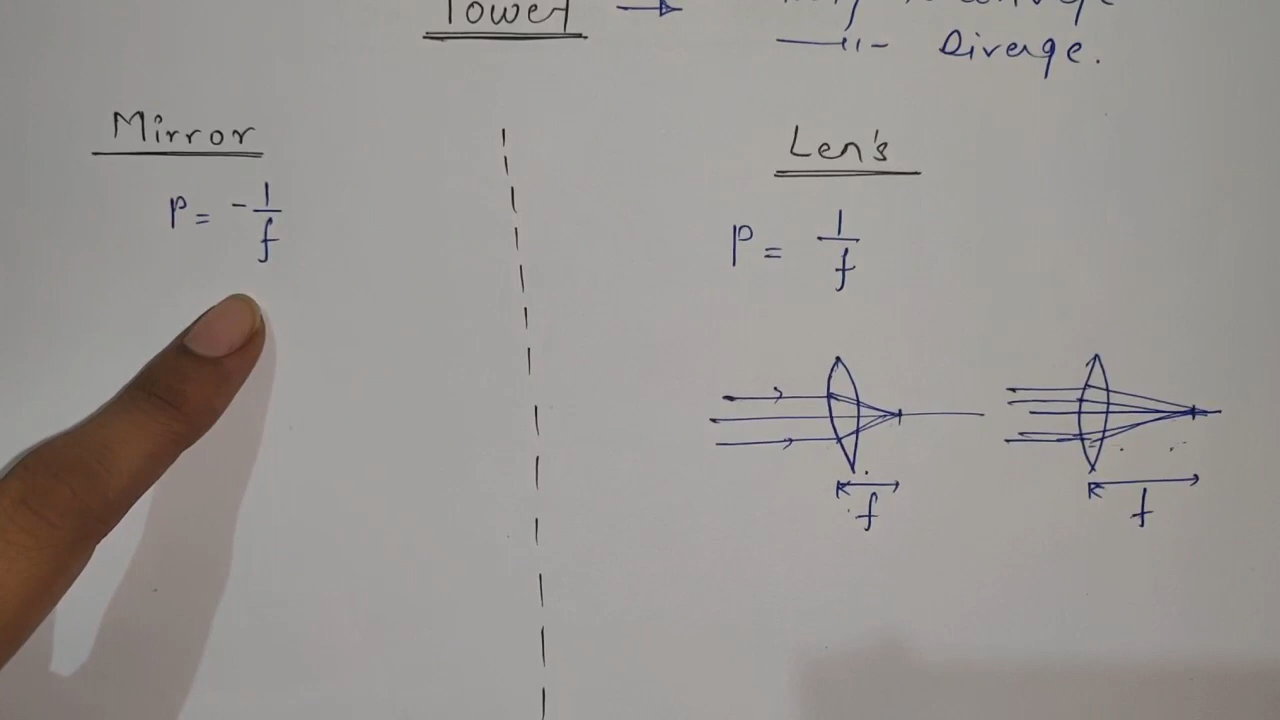 Power →
—〃— Diverge.
Mirror
P = -1/f
Len's
P = 1/f
f
f